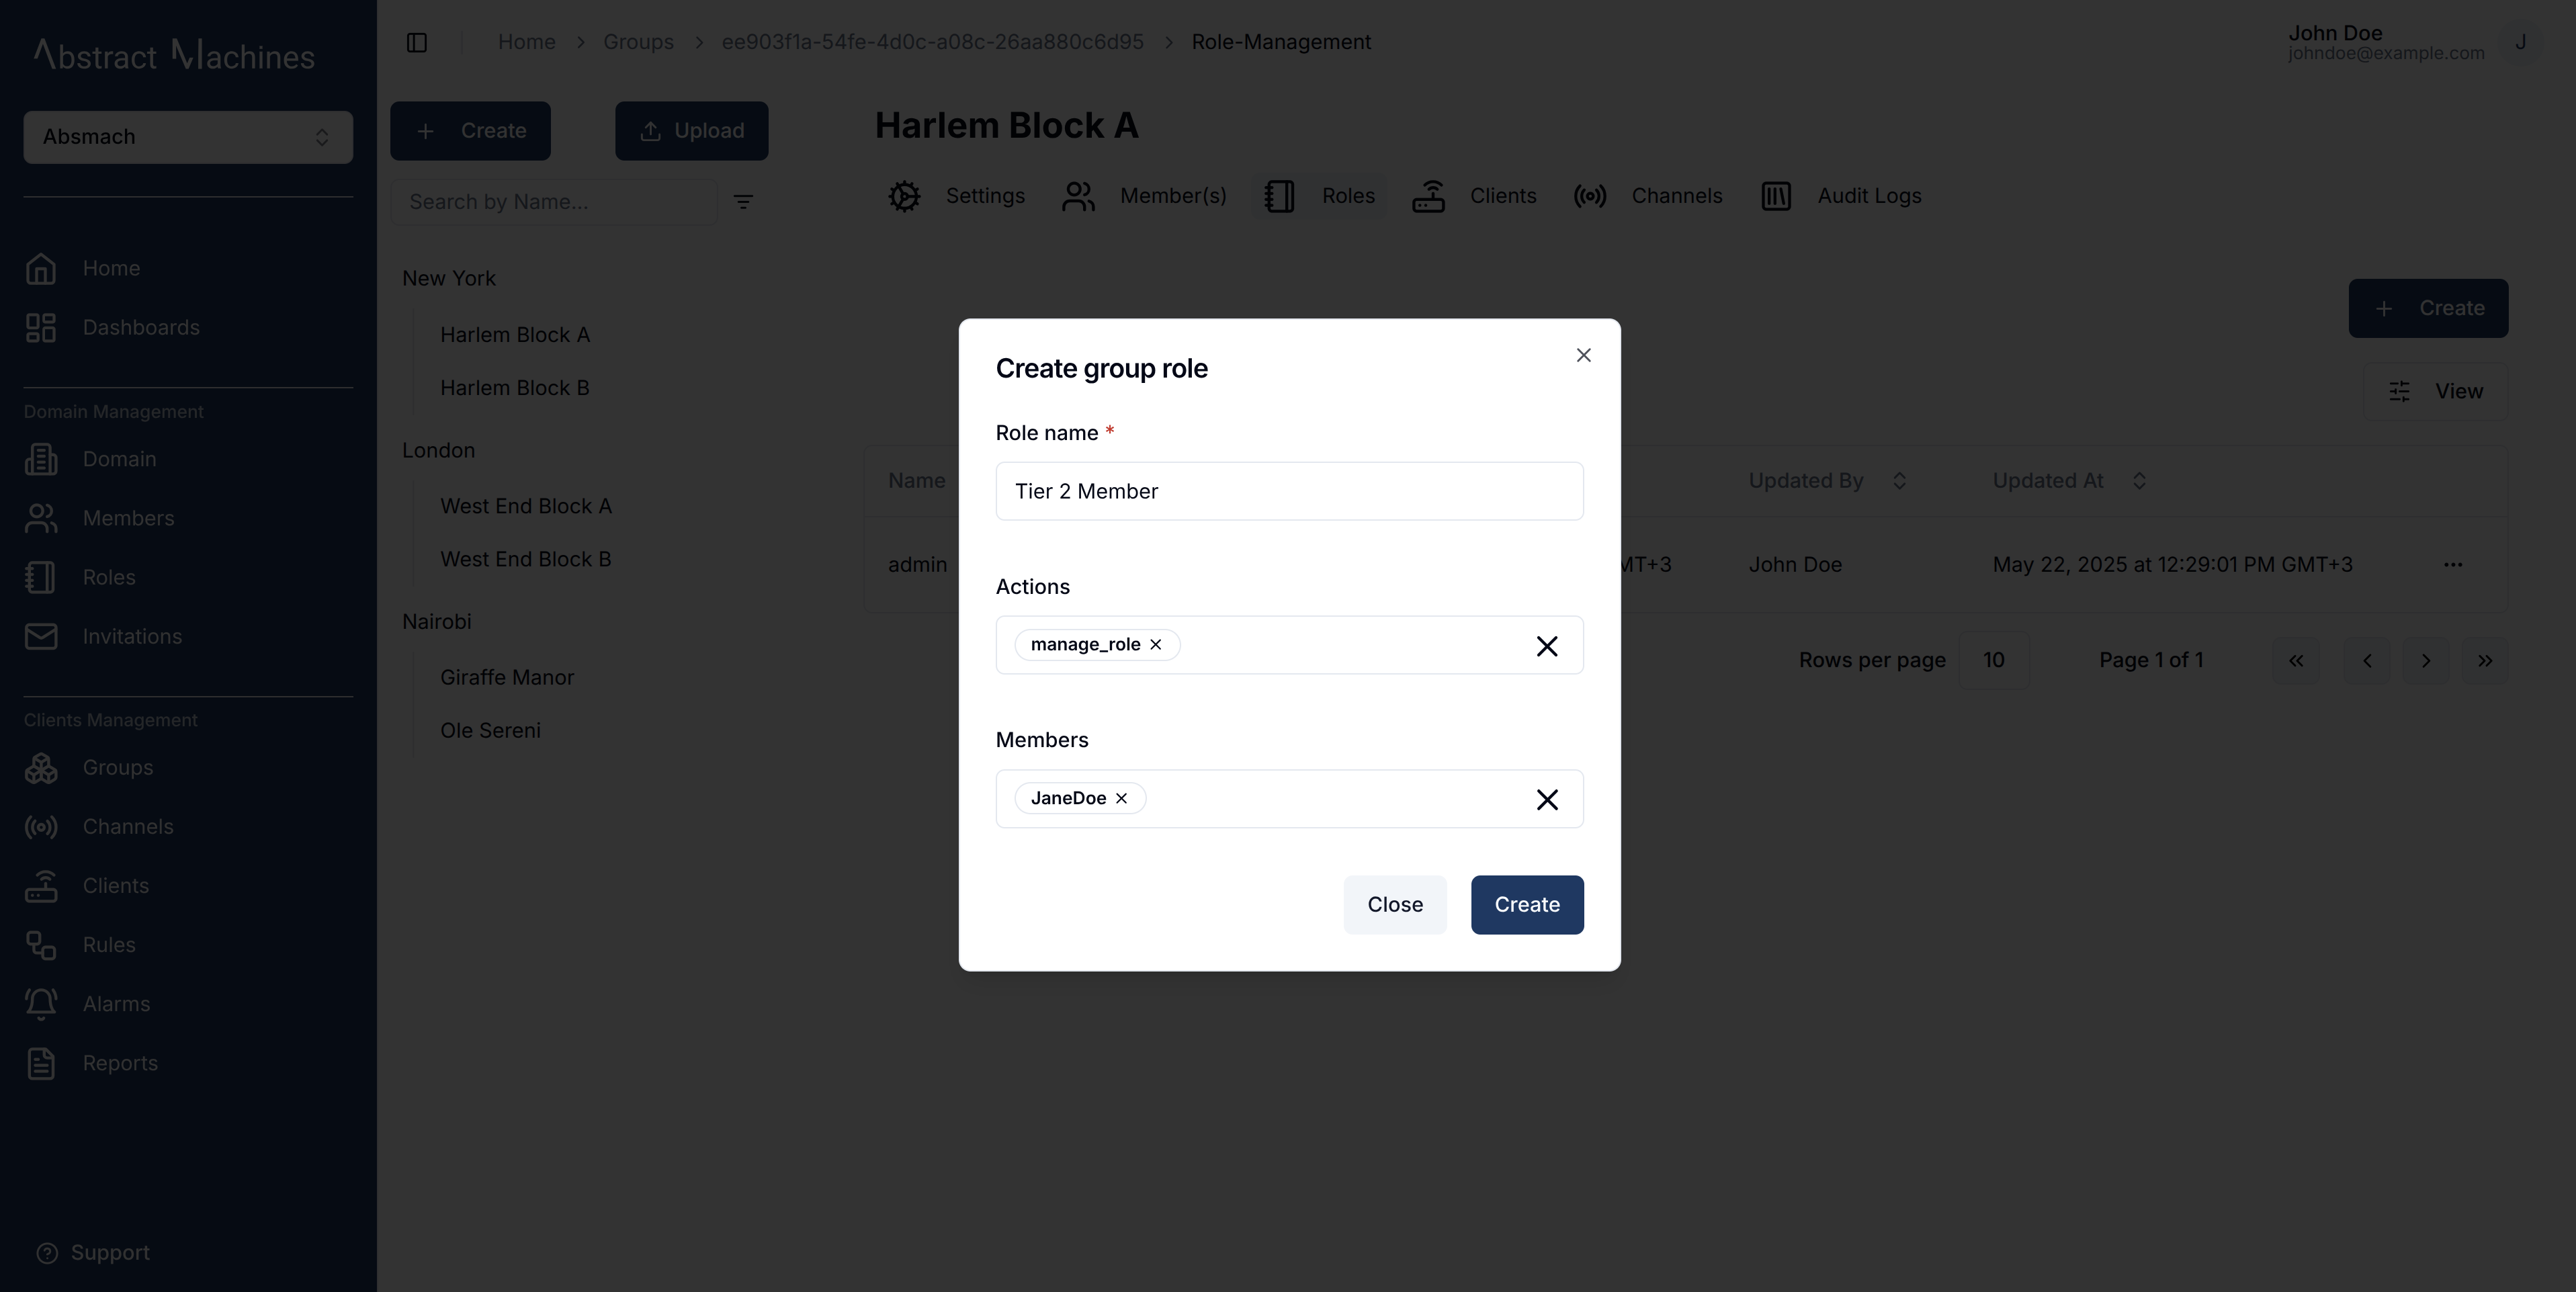 Abstract Machines
Absmach
Home
Dashboards
Domain Management
Domain
Members
Roles
Invitations
Clients Management
Groups
Channels
Clients
Rules
Alarms
Reports
Support
Home > Groups > ee903f1a-54fe-4d0c-a08c-26aa880c6d95 > Role-Management
John Doe
johndoe@example.com
J
Create
Upload
Search by Name...
New York
Harlem Block A
Harlem Block B
London
West End Block A
West End Block B
Nairobi
Giraffe Manor
Ole Sereni
Harlem Block A
Settings Member(s) Roles Clients Channels Audit Logs
Create
View
Name Updated By Updated At
admin MT+3 John Doe May 22, 2025 at 12:29:01 PM GMT+3 ...
Rows per page 10 Page 1 of 1
Create group role
Role name *
Tier 2 Member
Actions
manage_role
Members
JaneDoe
Close Create